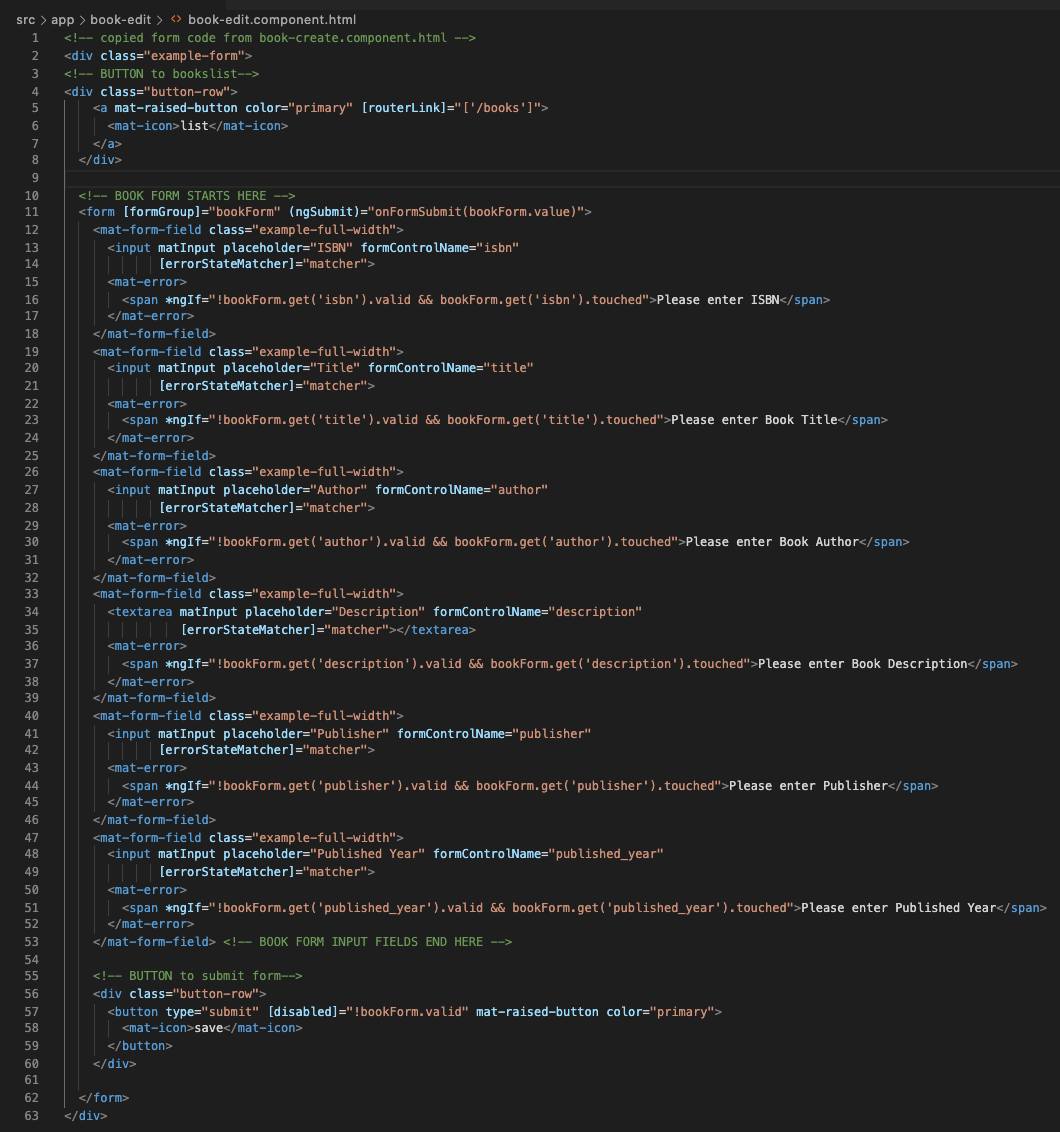 src > app > book-edit > <> book-edit.component.html
1 <!-- copied form code from book-create.component.html -->
2 <div class="example-form">
3 <!-- BUTTON to bookslist-->
4 <div class="button-row">
5     <a mat-raised-button color="primary" [routerLink]="['/books']">
6       <mat-icon>list</mat-icon>
7     </a>
8   </div>
9
10   <!-- BOOK FORM STARTS HERE -->
11   <form [formGroup]="bookForm" (ngSubmit)="onFormSubmit(bookForm.value)">
12     <mat-form-field class="example-full-width">
13       <input matInput placeholder="ISBN" formControlName="isbn"
14              [errorStateMatcher]="matcher">
15       <mat-error>
16         <span *ngIf="!bookForm.get('isbn').valid && bookForm.get('isbn').touched">Please enter ISBN</span>
17       </mat-error>
18     </mat-form-field>
19     <mat-form-field class="example-full-width">
20       <input matInput placeholder="Title" formControlName="title"
21              [errorStateMatcher]="matcher">
22       <mat-error>
23         <span *ngIf="!bookForm.get('title').valid && bookForm.get('title').touched">Please enter Book Title</span>
24       </mat-error>
25     </mat-form-field>
26     <mat-form-field class="example-full-width">
27       <input matInput placeholder="Author" formControlName="author"
28              [errorStateMatcher]="matcher">
29       <mat-error>
30         <span *ngIf="!bookForm.get('author').valid && bookForm.get('author').touched">Please enter Book Author</span>
31       </mat-error>
32     </mat-form-field>
33     <mat-form-field class="example-full-width">
34       <textarea matInput placeholder="Description" formControlName="description"
35                 [errorStateMatcher]="matcher"></textarea>
36       <mat-error>
37         <span *ngIf="!bookForm.get('description').valid && bookForm.get('description').touched">Please enter Book Description</span>
38       </mat-error>
39     </mat-form-field>
40     <mat-form-field class="example-full-width">
41       <input matInput placeholder="Publisher" formControlName="publisher"
42              [errorStateMatcher]="matcher">
43       <mat-error>
44         <span *ngIf="!bookForm.get('publisher').valid && bookForm.get('publisher').touched">Please enter Publisher</span>
45       </mat-error>
46     </mat-form-field>
47     <mat-form-field class="example-full-width">
48       <input matInput placeholder="Published Year" formControlName="published_year"
49              [errorStateMatcher]="matcher">
50       <mat-error>
51         <span *ngIf="!bookForm.get('published_year').valid && bookForm.get('published_year').touched">Please enter Published Year</span>
52       </mat-error>
53     </mat-form-field> <!-- BOOK FORM INPUT FIELDS END HERE -->
54
55     <!-- BUTTON to submit form-->
56     <div class="button-row">
57       <button type="submit" [disabled]="!bookForm.valid" mat-raised-button color="primary">
58         <mat-icon>save</mat-icon>
59       </button>
60     </div>
61
62   </form>
63 </div>